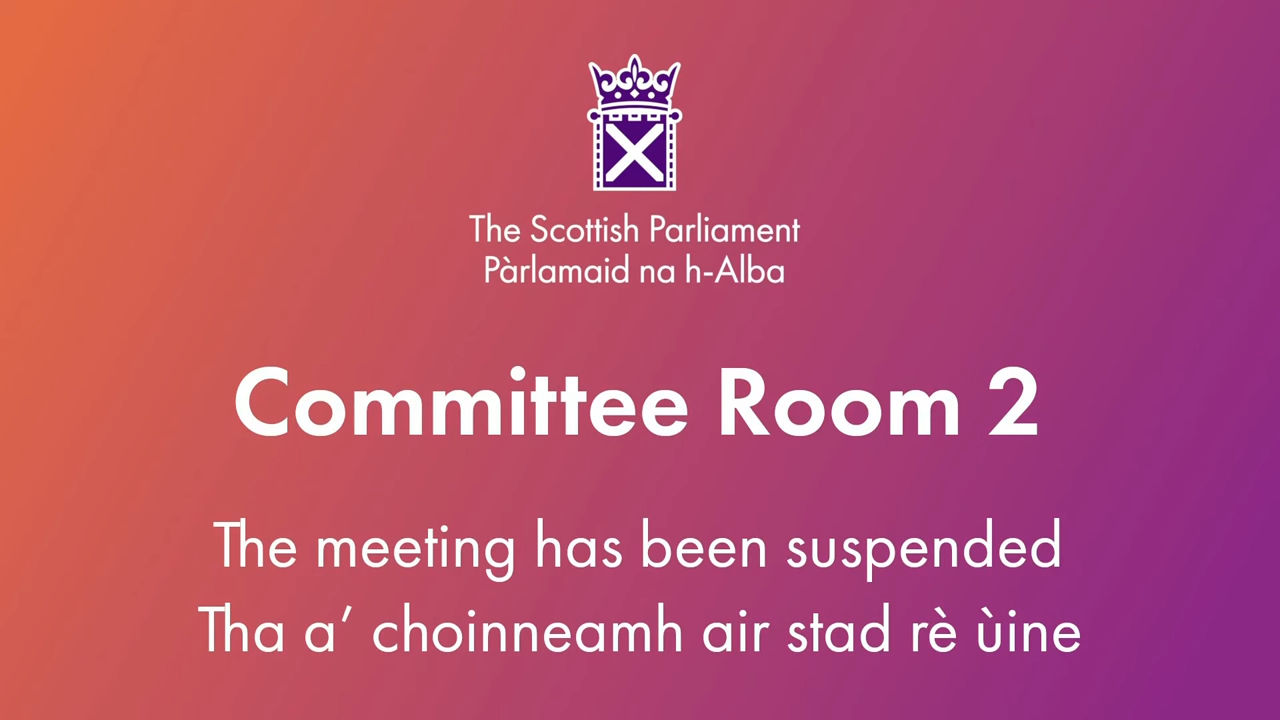 The Scottish Parliament
Pàrlamaid na h-Alba
Committee Room 2
The meeting has been suspended
Tha a’ choinneamh air stad rè ùine